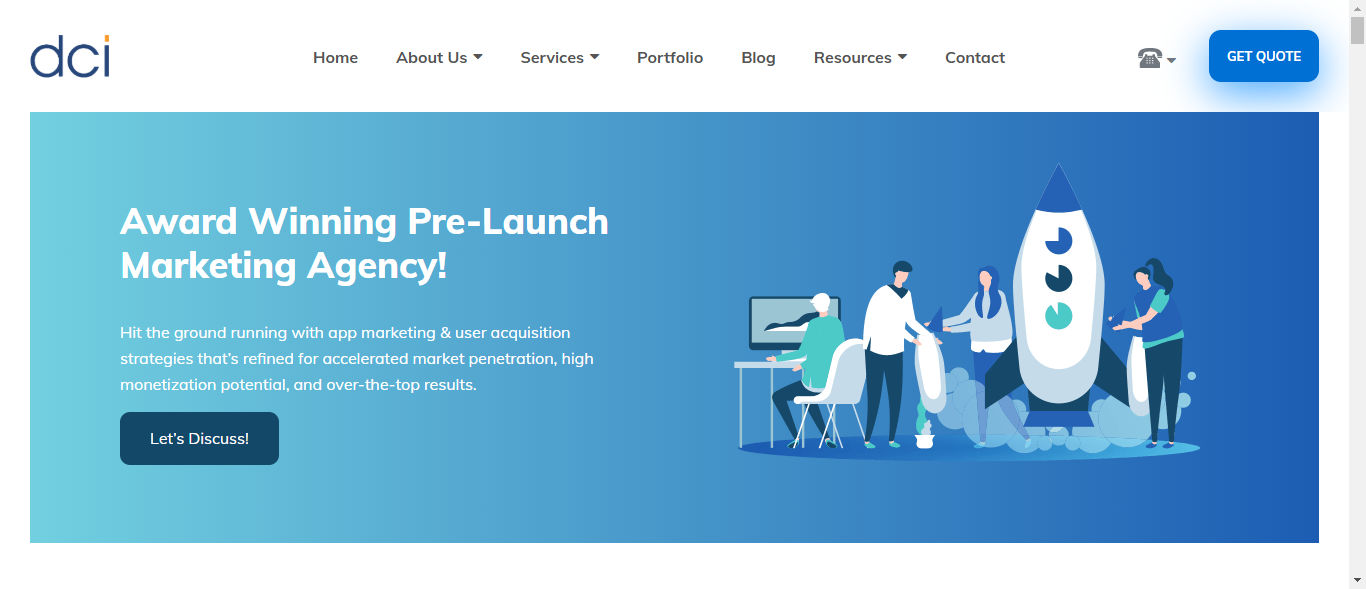 dci
Home About Us Services Portfolio Blog Resources Contact GET QUOTE
Award Winning Pre-Launch
Marketing Agency!
Hit the ground running with app marketing & user acquisition
strategies that's refined for accelerated market penetration, high
monetization potential, and over-the-top results.
Let's Discuss!